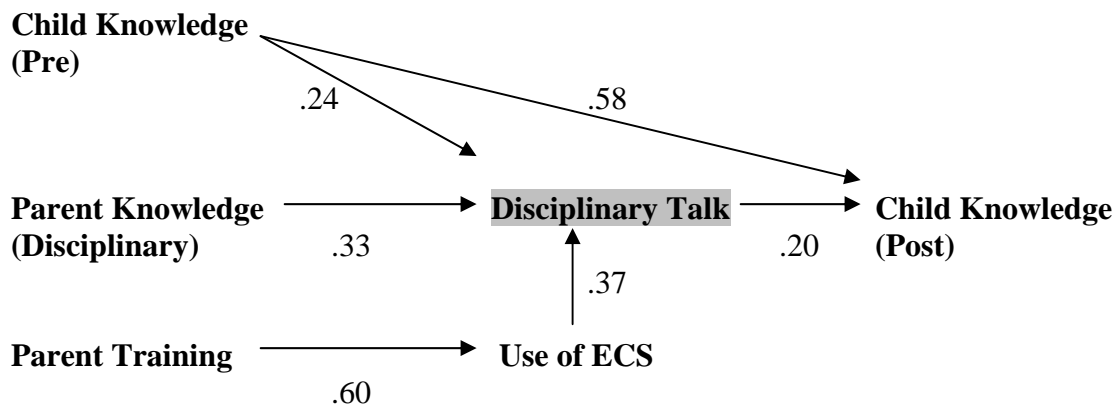 Child Knowledge
(Pre)
.24
.58
Parent Knowledge
(Disciplinary)
.33
Disciplinary Talk
.20
Child Knowledge
(Post)
.37
Parent Training
.60
Use of ECS